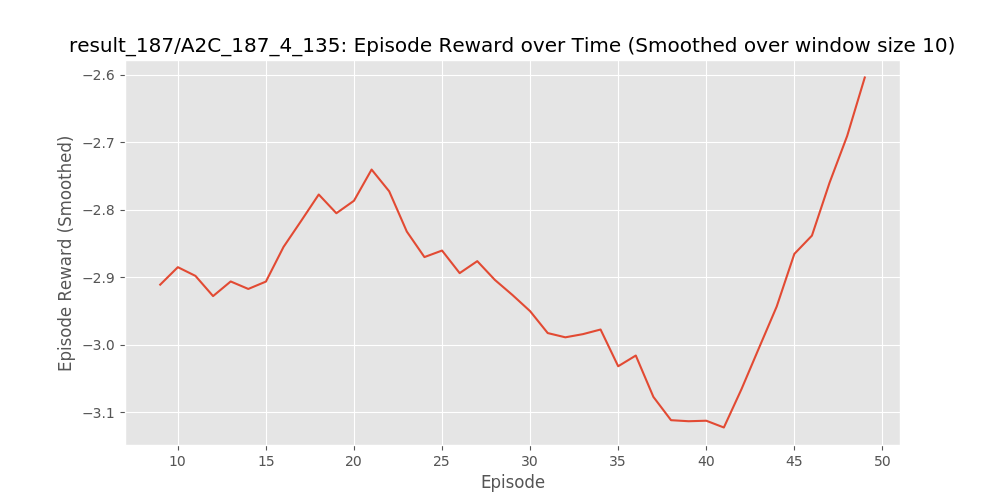 result_187/A2C_187_4_135: Episode Reward over Time (Smoothed over window size 10)
−2.6
−2.7
−2.8
−2.9
−3.0
−3.1
Episode Reward (Smoothed)
10 15 20 25 30 35 40 45 50
Episode